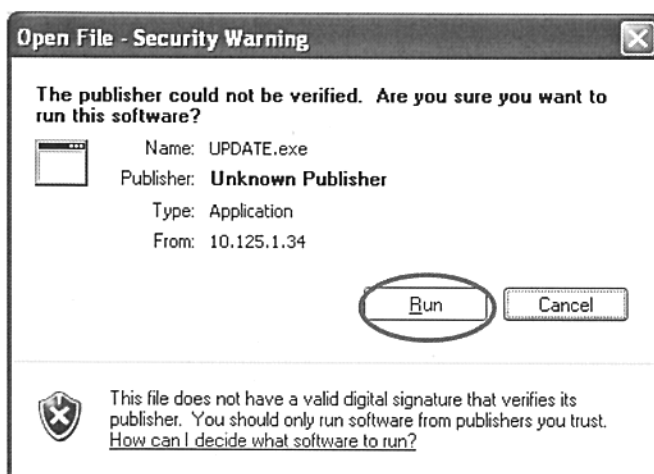 Open File - Security Warning
The publisher could not be verified. Are you sure you want to
run this software?
Name: UPDATE.exe
Publisher: Unknown Publisher
Type: Application
From: 10.125.1.34
Run
Cancel
This file does not have a valid digital signature that verifies its
publisher. You should only run software from publishers you trust.
How can I decide what software to run?